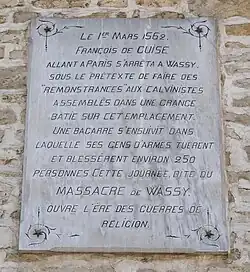 LE 1ER MARS 1562,
FRANÇOIS DE GUISE
ALLANT A PARIS S'ARRÊTA A WASSY.
SOUS LE PRÉTEXTE DE FAIRE DES
"REMONSTRANCES AUX CALVINISTES
ASSEMBLÉS DANS UNE GRANGE
BATIE SUR CET EMPLACEMENT.
UNE BAGARRE S'ENSUIVIT DANS
LAQUELLE SES GENS D'ARMES TUÈRENT
ET BLESSÈRENT ENVIRON 250
PERSONNES CETTE JOURNÉE, DITE DU
MASSACRE DE WASSY
OUVRE L'ÈRE DES GUERRES DE
RELIGION.